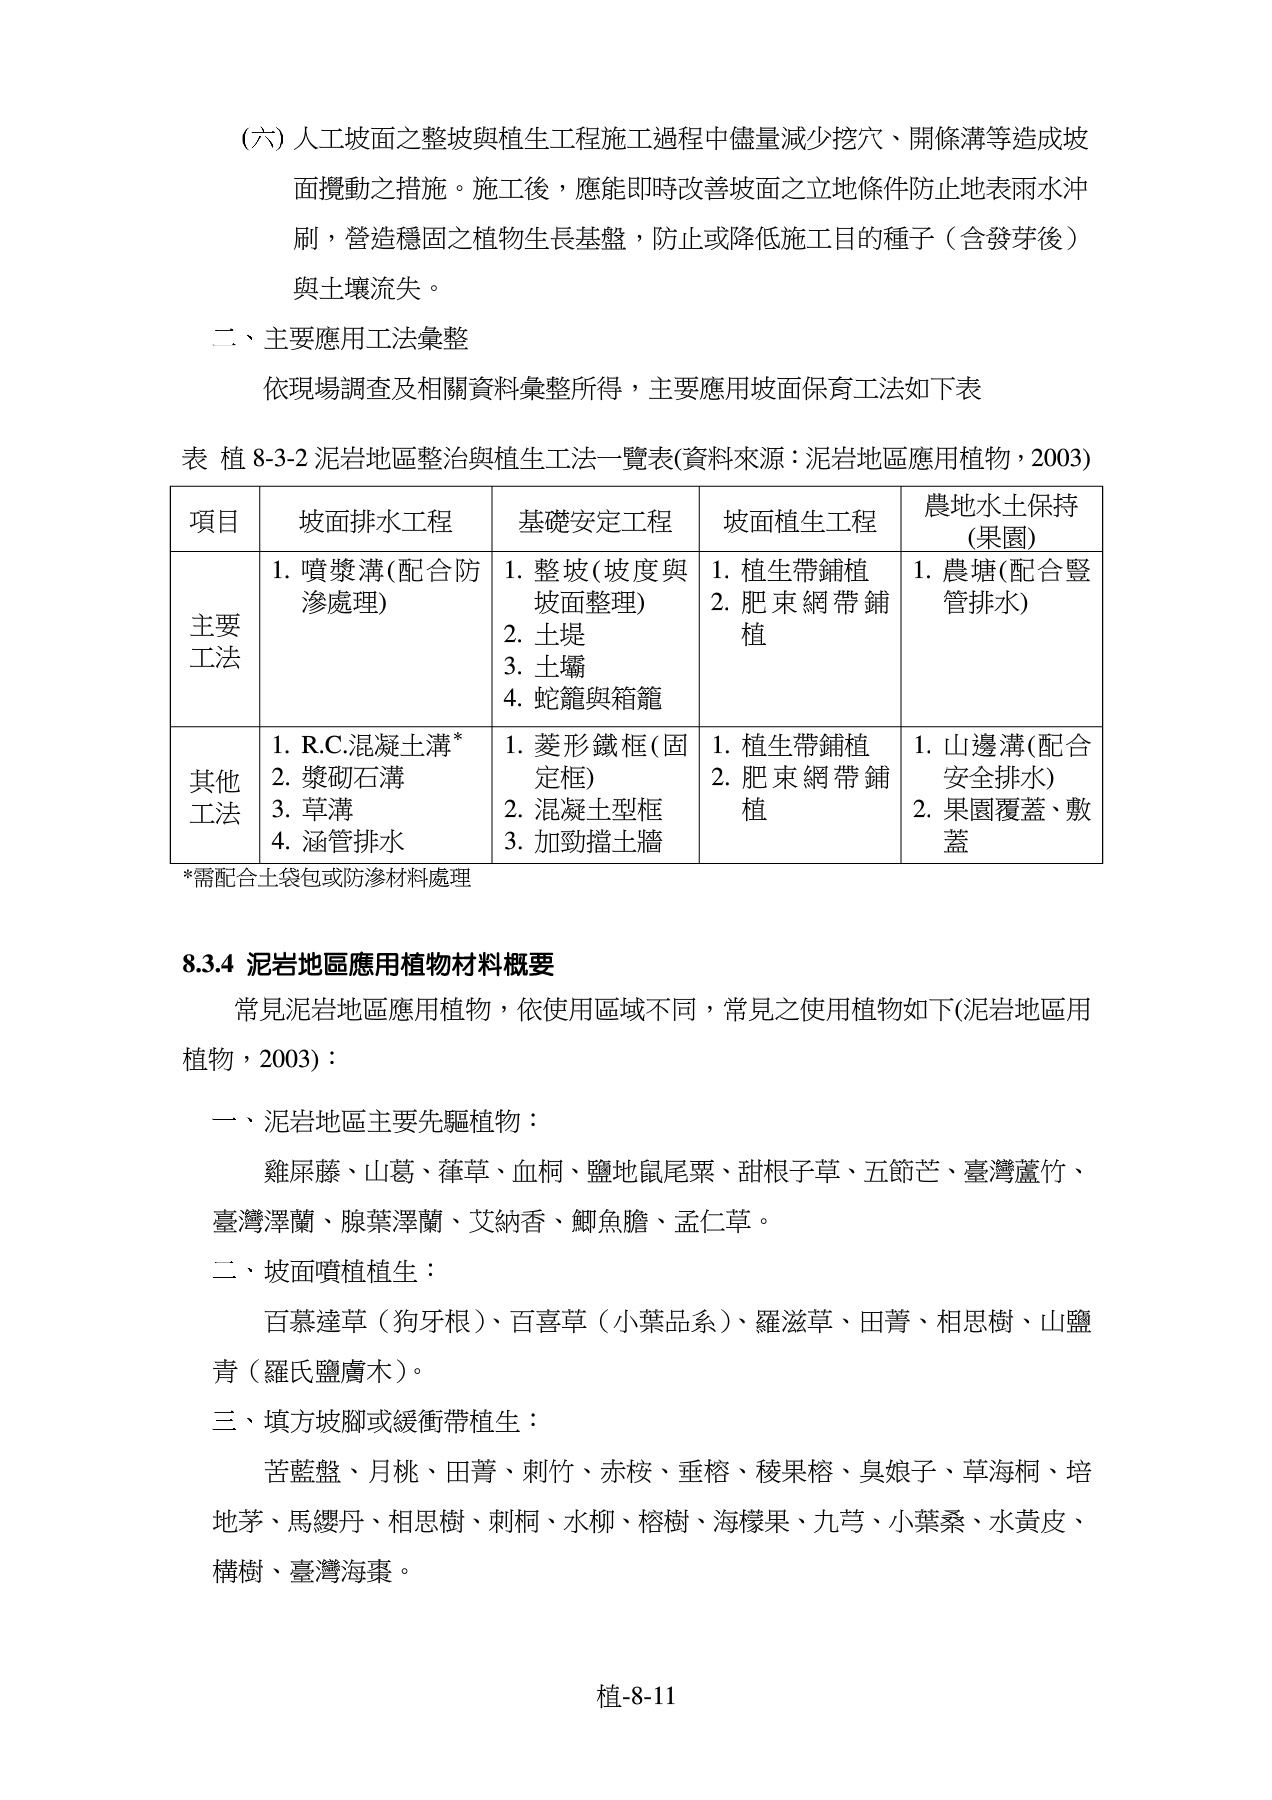 (六) 人工坡面之整坡與植生工程施工過程中儘量減少挖穴、開條溝等造成坡
面攪動之措施。施工後，應能即時改善坡面之立地條件防止地表雨水沖
刷，營造穩固之植物生長基盤，防止或降低施工目的種子（含發芽後）
與土壤流失。
二、主要應用工法彙整
依現場調查及相關資料彙整所得，主要應用坡面保育工法如下表
表 植 8-3-2 泥岩地區整治與植生工法一覽表(資料來源：泥岩地區應用植物，2003)
項目
坡面排水工程
基礎安定工程
坡面植生工程
農地水土保持
(果園)
主要
工法
1. 噴漿溝(配合防
滲處理)
1. 整坡(坡度與
坡面整理)
2. 土堤
3. 土壩
4. 蛇籠與箱籠
1. 植生帶鋪植
2. 肥束網帶鋪
植
1. 農塘(配合豎
管排水)
其他
工法
1. R.C.混凝土溝*
2. 漿砌石溝
3. 草溝
4. 涵管排水
1. 菱形鐵框(固
定框)
2. 混凝土型框
3. 加勁擋土牆
1. 植生帶鋪植
2. 肥束網帶鋪
植
1. 山邊溝(配合
安全排水)
2. 果園覆蓋、敷
蓋
*需配合土袋包或防滲材料處理
8.3.4 泥岩地區應用植物材料概要
常見泥岩地區應用植物，依使用區域不同，常見之使用植物如下(泥岩地區用
植物，2003)：
一、泥岩地區主要先驅植物：
雞屎藤、山葛、葎草、血桐、鹽地鼠尾粟、甜根子草、五節芒、臺灣蘆竹、
臺灣澤蘭、腺葉澤蘭、艾納香、鯽魚膽、孟仁草。
二、坡面噴植植生：
百慕達草（狗牙根）、百喜草（小葉品系）、羅滋草、田菁、相思樹、山鹽
青（羅氏鹽膚木）。
三、填方坡腳或緩衝帶植生：
苦藍盤、月桃、田菁、刺竹、赤桉、垂榕、稜果榕、臭娘子、草海桐、培
地茅、馬纓丹、相思樹、刺桐、水柳、榕樹、海檬果、九芎、小葉桑、水黃皮、
構樹、臺灣海棗。
植-8-11